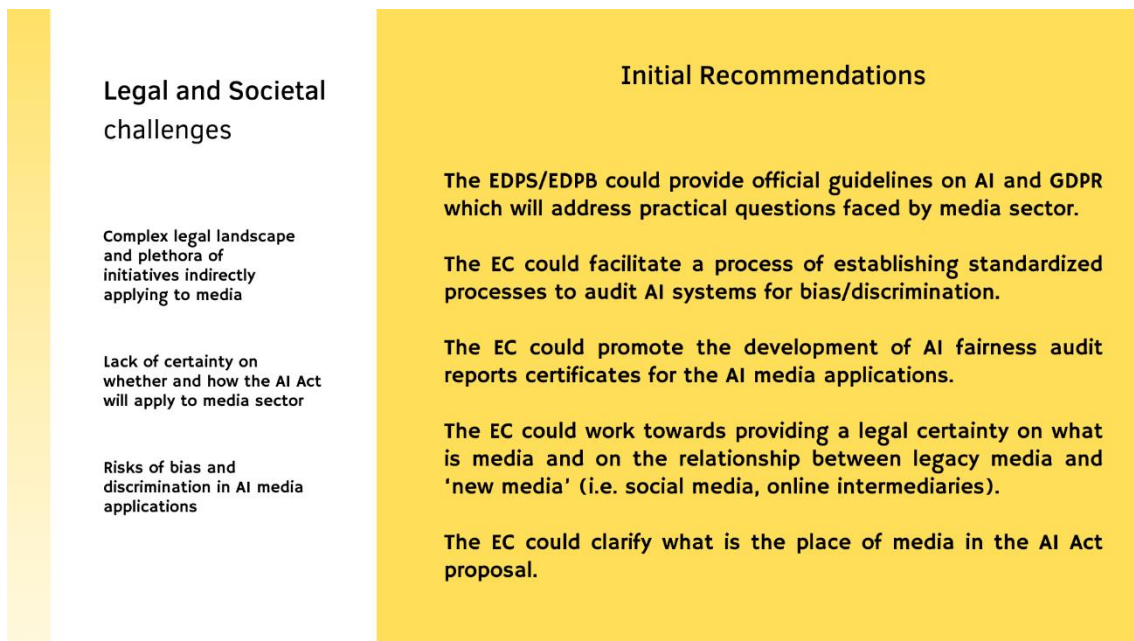 Legal and Societal
challenges
Complex legal landscape
and plethora of
initiatives indirectly
applying to media
Lack of certainty on
whether and how the AI Act
will apply to media sector
Risks of bias and
discrimination in AI media
applications
Initial Recommendations
The EDPS/EDPB could provide official guidelines on AI and GDPR
which will address practical questions faced by media sector.
The EC could facilitate a process of establishing standardized
processes to audit AI systems for bias/discrimination.
The EC could promote the development of AI fairness audit
reports certificates for the AI media applications.
The EC could work towards providing a legal certainty on what
is media and on the relationship between legacy media and
'new media' (i.e. social media, online intermediaries).
The EC could clarify what is the place of media in the AI Act
proposal.